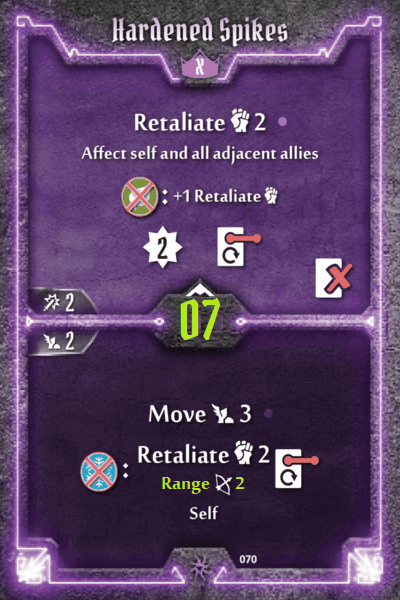 Hardened Spikes
X
Retaliate 2
Affect self and all adjacent allies
: +1 Retaliate
2
2
07
2
Move 3
: Retaliate 2
Range 2
Self
070